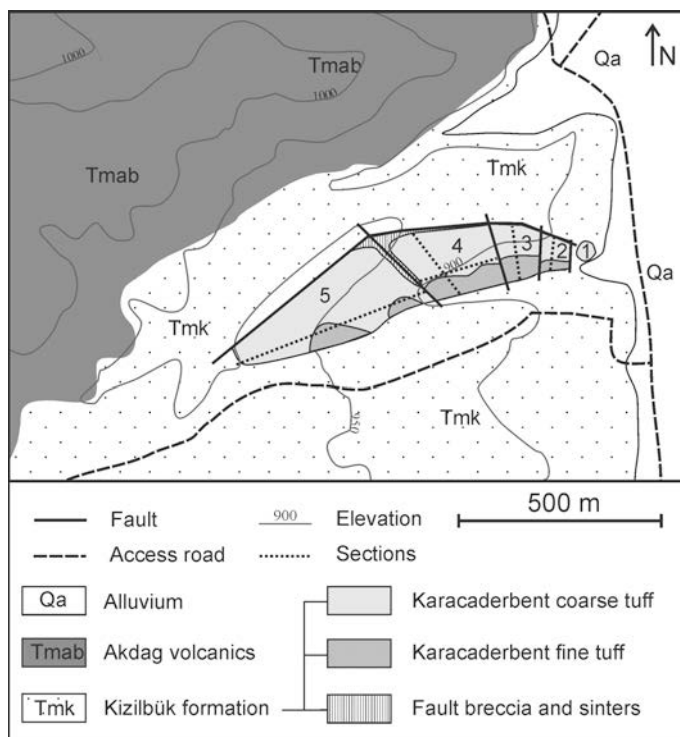 1000
Tmab
Qa
N
1000
Tmab
Tmk
4
3
2
1
900
5
Qa
Tmk
Tmk
850
500 m
Fault
900
Elevation
Access road
Sections
Qa
Alluvium
Karacaderbent coarse tuff
Tmab
Akdag volcanics
Karacaderbent fine tuff
Tmk
Kizilbük formation
Fault breccia and sinters